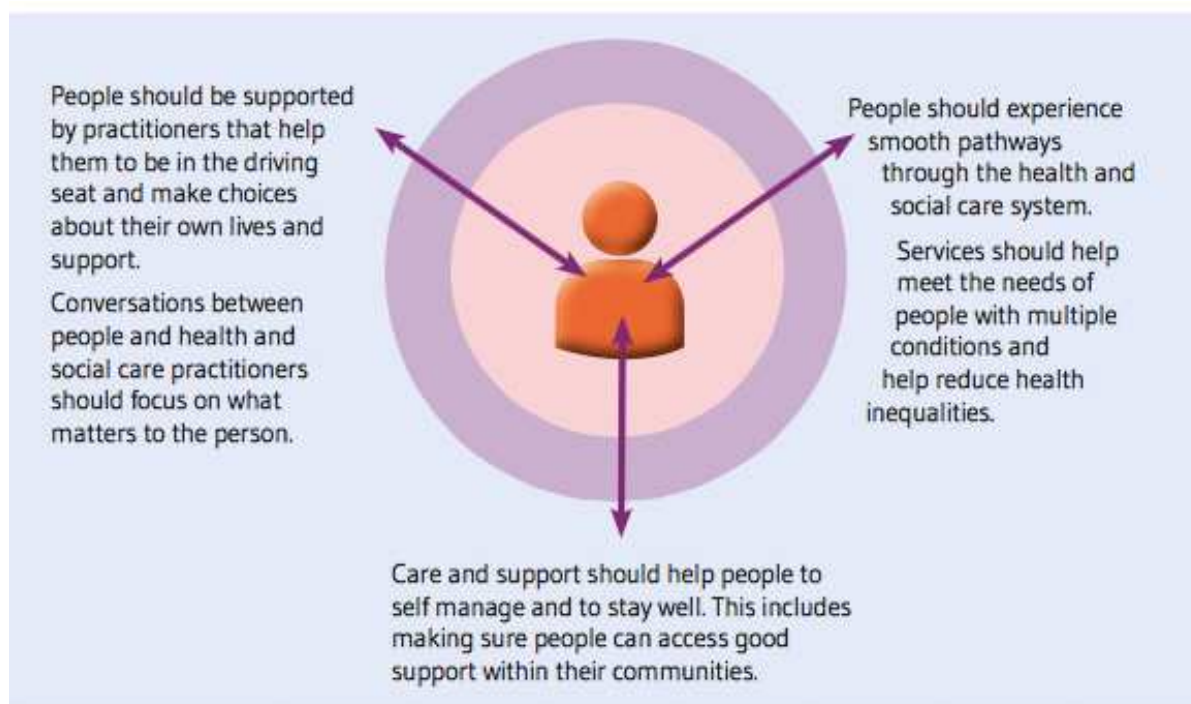 People should be supported
by practitioners that help
them to be in the driving
seat and make choices
about their own lives and
support.
Conversations between
people and health and
social care practitioners
should focus on what
matters to the person.
People should experience
smooth pathways
through the health and
social care system.
Services should help
meet the needs of
people with multiple
conditions and
help reduce health
inequalities.
Care and support should help people to
self manage and to stay well. This includes
making sure people can access good
support within their communities.